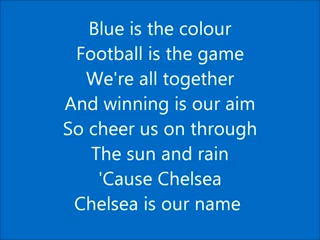 Blue is the colour
Football is the game
We're all together
And winning is our aim
So cheer us on through
The sun and rain
'Cause Chelsea
Chelsea is our name